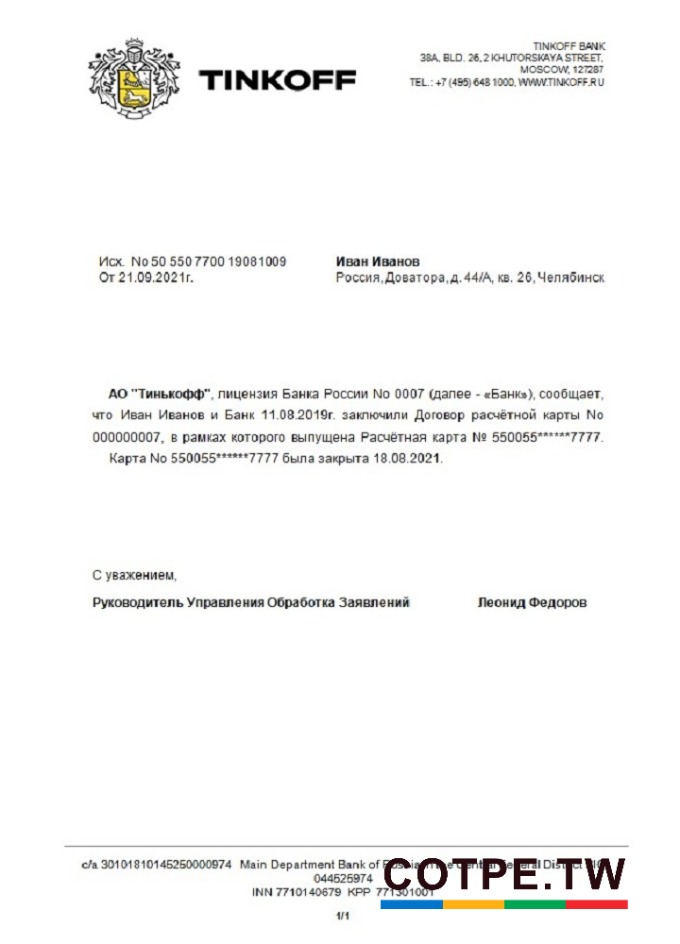 TINKOFF
TINKOFF BANK
38A, BLD. 26, 2 KHUTORSKAYA STREET,
MOSCOW, 127287
TEL.: +7 (495) 648 1000, WWW.TINKOFF.RU
Исх. No 50 550 7700 19081009
От 21.09.2021г.
Иван Иванов
Россия, Доватора, д. 44/А, кв. 26, Челябинск
АО "Тинькофф", лицензия Банка России No 0007 (далее - «Банк»), сообщает,
что Иван Иванов и Банк 11.08.2019г. заключили Договор расчётной карты No
000000007, в рамках которого выпущена Расчётная карта № 550055******7777.
Карта No 550055******7777 была закрыта 18.08.2021.
С уважением,
Руководитель Управления Обработка Заявлений
Леонид Федоров
c/a 30101810145250000974 Main Department Bank of
044525974
INN 7710140679 KPP 771301001
COTPE.TW
1/1